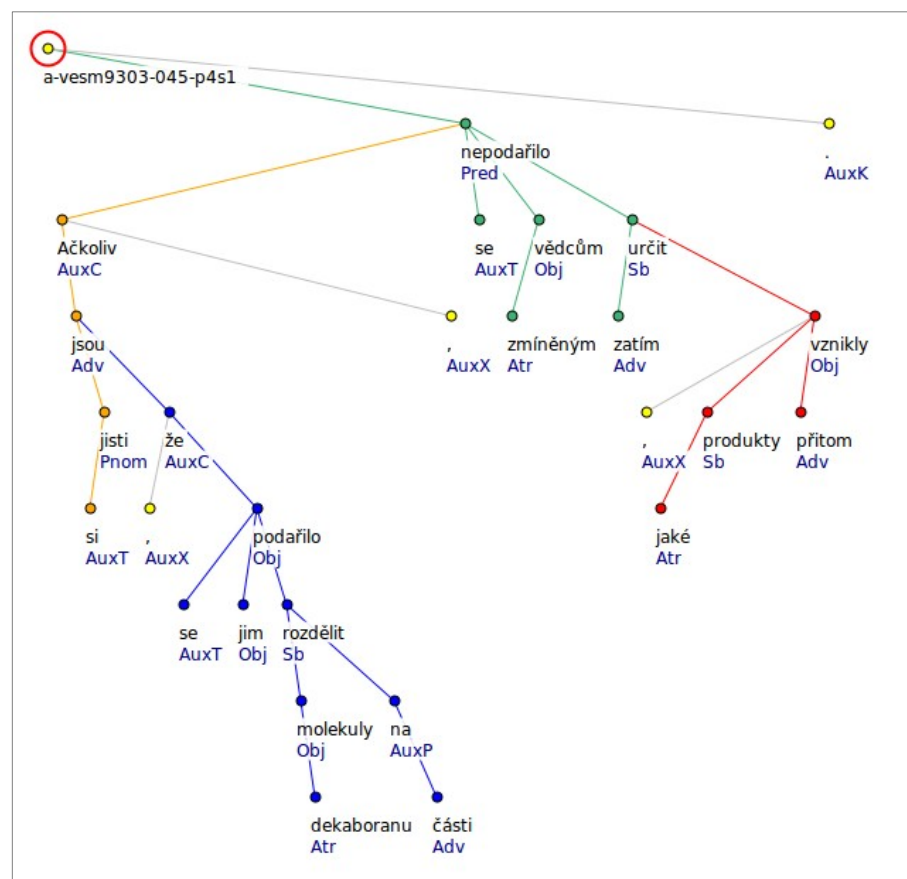 a-vesm9303-045-p4s1
nepodařilo
Pred
.
AuxK
Ačkoliv
AuxC
se
AuxT
vědcům
Obj
určit
Sb
jsou
Adv
,
AuxX
zmíněným
Atr
zatím
Adv
vznikly
Obj
jisti
Pnom
že
AuxC
,
AuxX
produkty
Sb
přitom
Adv
si
AuxT
,
AuxX
podařilo
Obj
jaké
Atr
se
AuxT
jim
Obj
rozdělit
Sb
molekuly
Obj
na
AuxP
dekaboranu
Atr
části
Adv